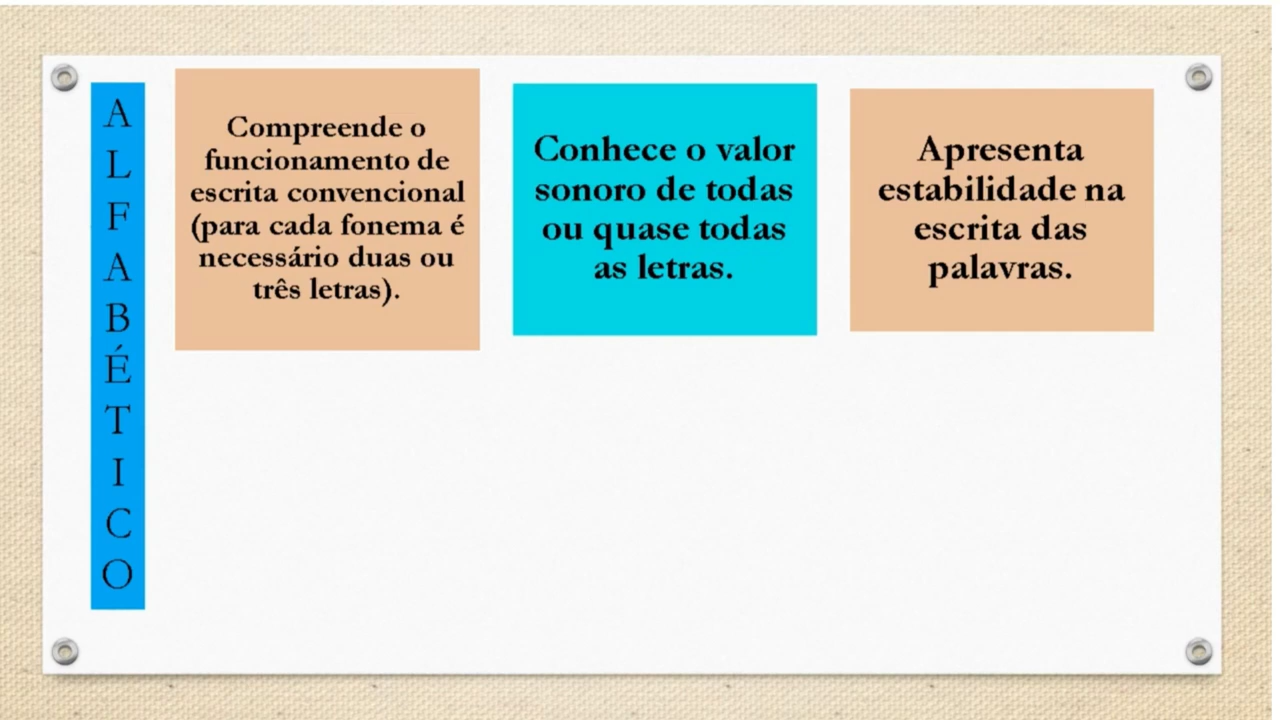 ALFABÉTICO
Compreende o
funcionamento de
escrita convencional
(para cada fonema é
necessário duas ou
três letras).
Conhece o valor
sonoro de todas
ou quase todas
as letras.
Apresenta
estabilidade na
escrita das
palavras.